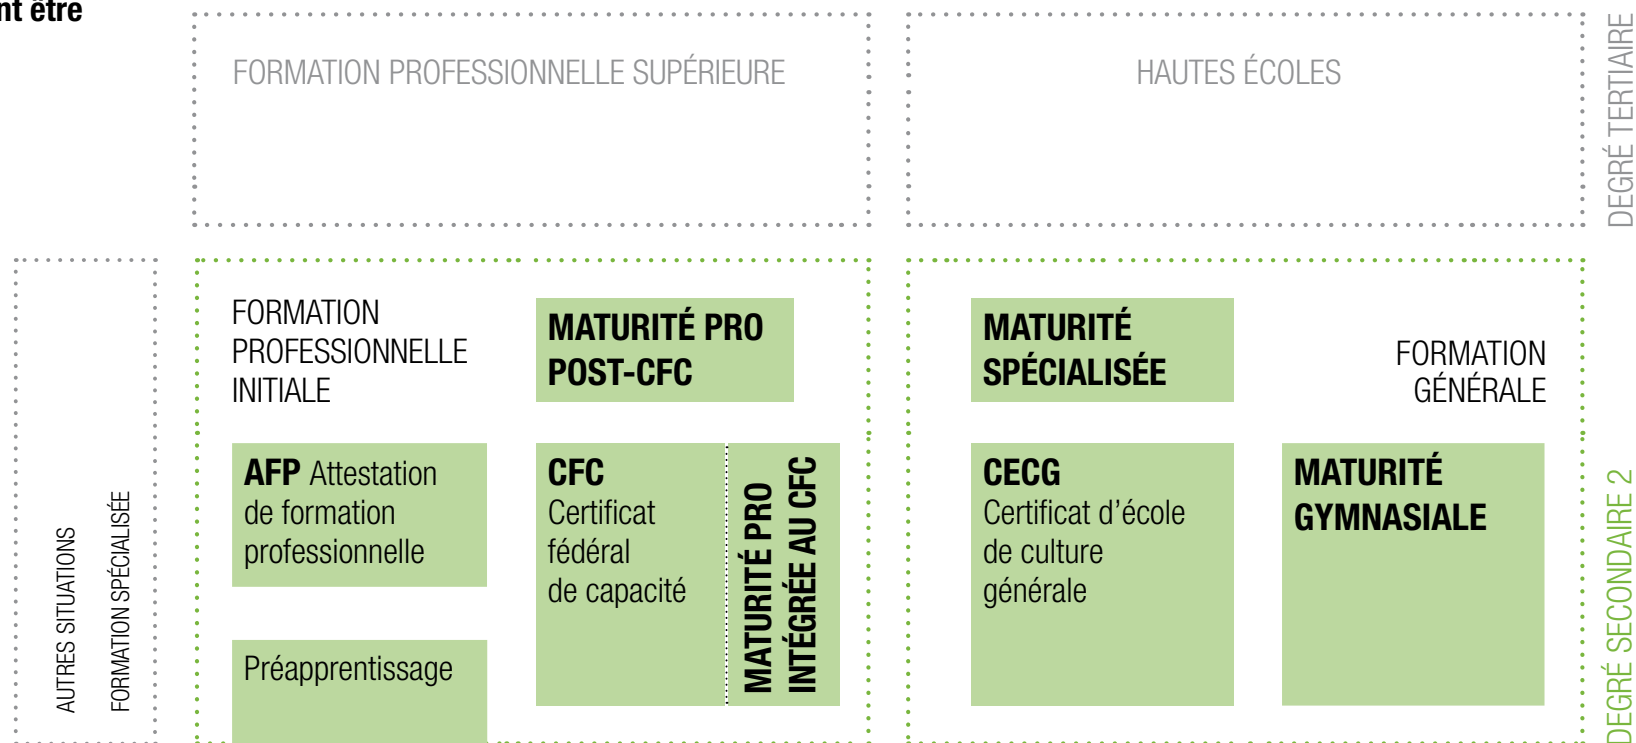 nt être
FORMATION PROFESSIONNELLE SUPÉRIEURE
HAUTES ÉCOLES
DEGRÉ TERTIAIRE
AUTRES SITUATIONS
FORMATION SPÉCIALISÉE
FORMATION
PROFESSIONNELLE
INITIALE
MATURITÉ PRO
POST-CFC
AFP Attestation
de formation
professionnelle
Préapprentissage
CFC
Certificat
fédéral
de capacité
MATURITÉ PRO
INTÉGRÉE AU CFC
MATURITÉ
SPÉCIALISÉE
FORMATION
GÉNÉRALE
CECG
Certificat d’école
de culture
générale
MATURITÉ
GYMNASIALE
DEGRÉ SECONDAIRE 2